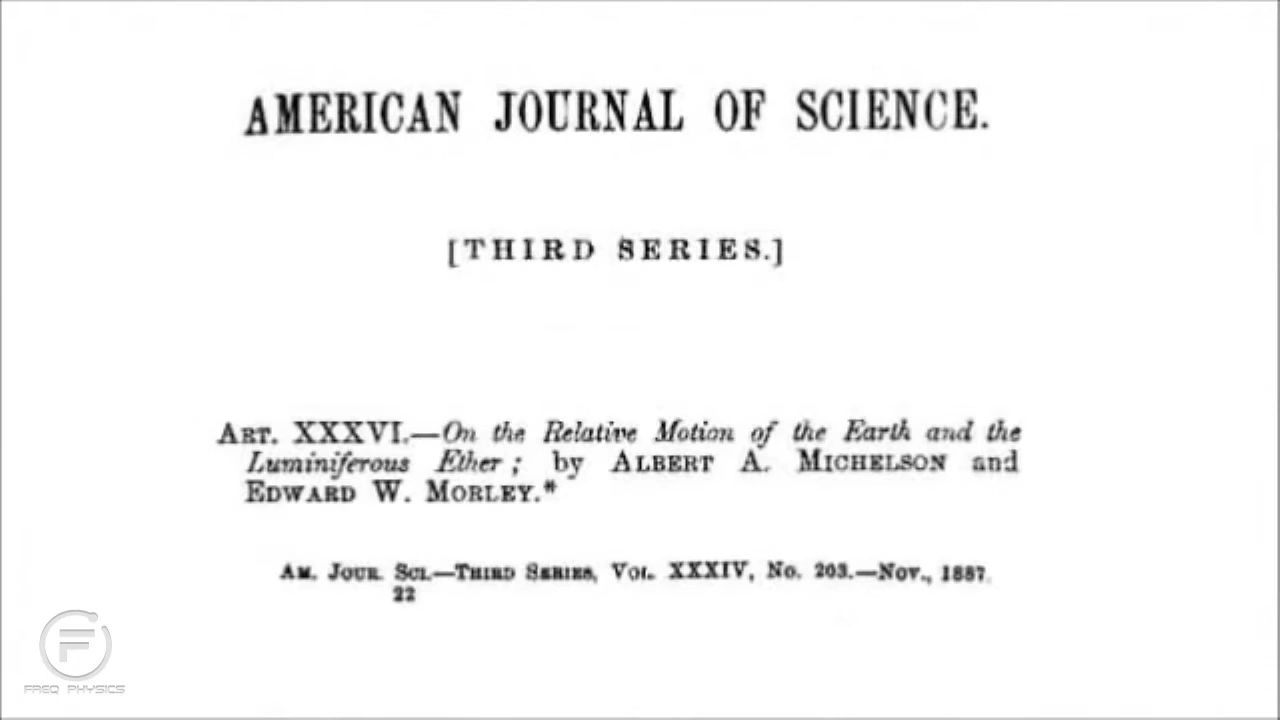 AMERICAN JOURNAL OF SCIENCE.
[THIRD SERIES.]
ART. XXXVI.—On the Relative Motion of the Earth and the
Luminiferous Ether; by ALBERT A. MICHELSON and
EDWARD W. MORLEY.*
AM. JOUR. SCI.—THIRD SERIES, VOL. XXXIV, No. 203.—NOV., 1887.
22
FREQ PHYSICS